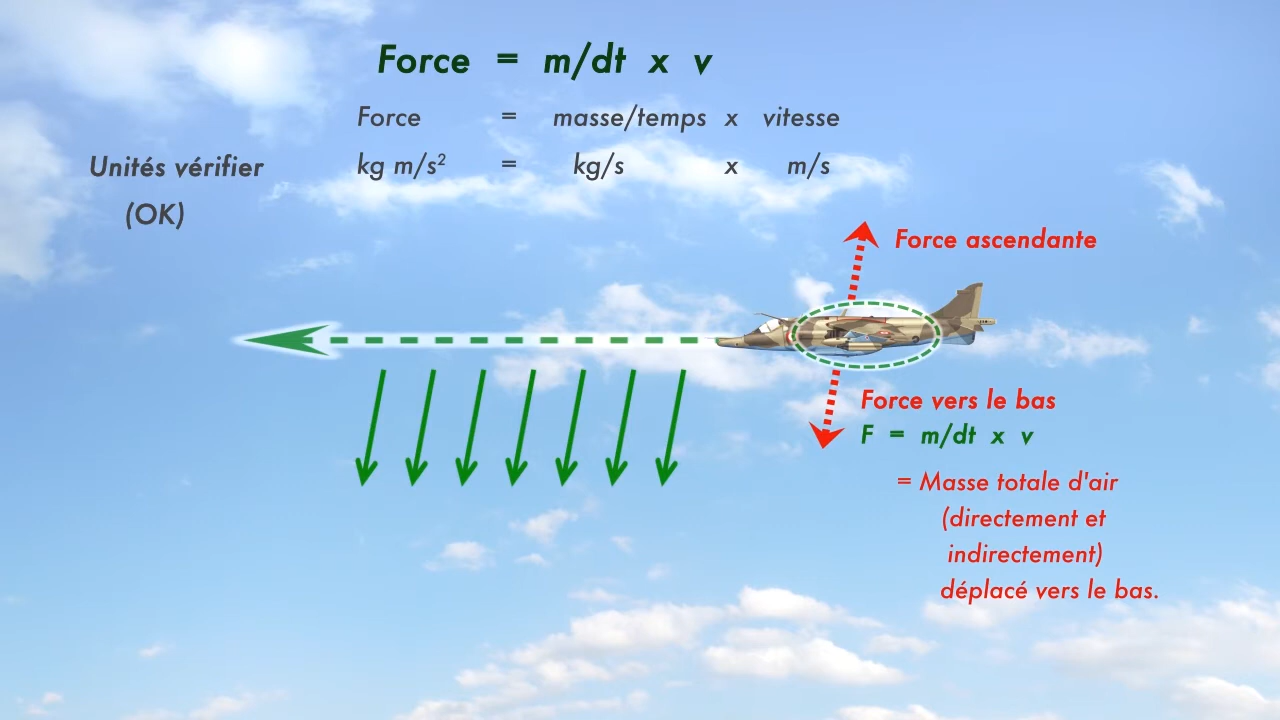 Force = m/dt x v
Force = masse/temps x vitesse
Unités vérifier
kg m/s² = kg/s x m/s
(OK)
Force ascendante
Force vers le bas
F = m/dt x v
= Masse totale d'air
(directement et
indirectement)
déplacé vers le bas.